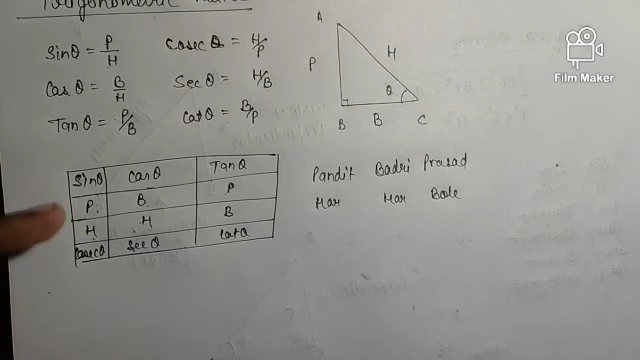 Trigonometric
Sinθ = P/H    Cosec θ = H/P
Cos θ = B/H    Sec θ = H/B
Tan θ = P/B    Cot θ = B/P
A
P H
θ
B B C
Sinθ Cosθ Tanθ
P. B P
H H B
Cosecθ Secθ Cotθ
Pandit Badri Prasad
Har Har Bole
Film Maker